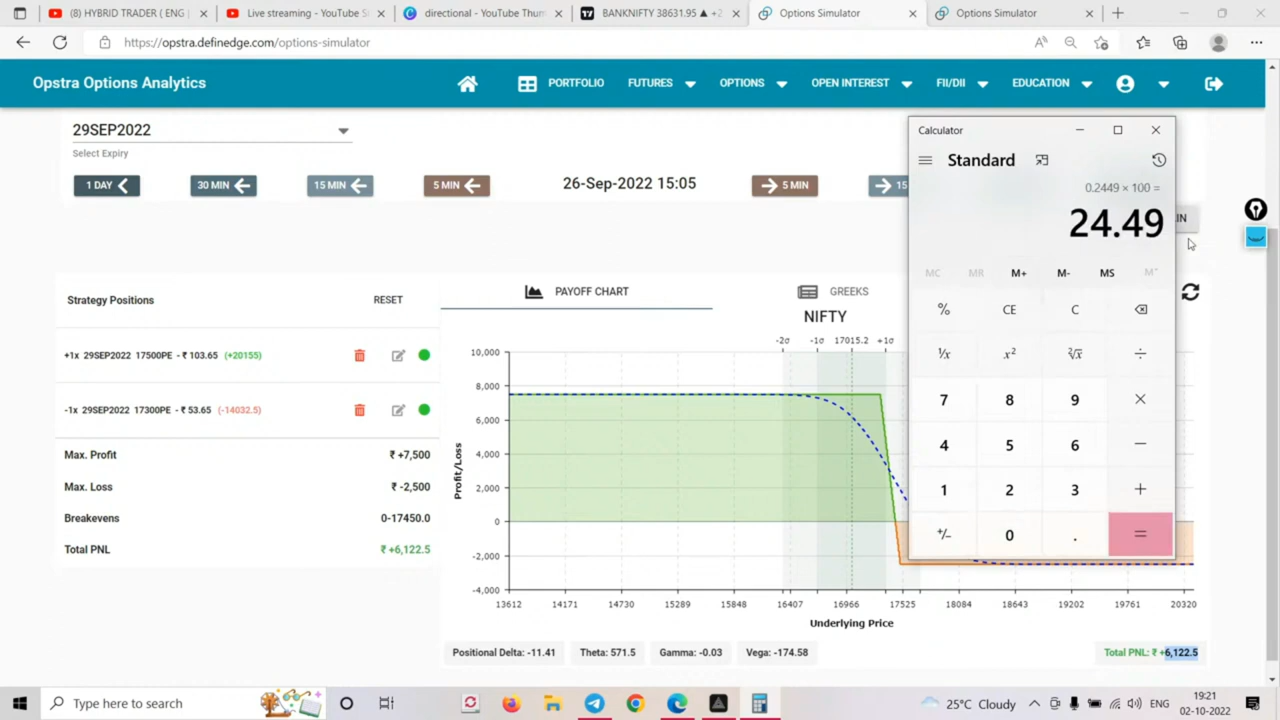 (8) HYBRID TRADER ( ENG |
Live streaming - YouTube S
directional - YouTube Thum
BANKNIFTY 38631.95 ▲ +2
Options Simulator
Options Simulator
https://opstra.definedge.com/options-simulator
Opstra Options Analytics
PORTFOLIO
FUTURES
OPTIONS
OPEN INTEREST
FII/DII
EDUCATION
29SEP2022
Select Expiry
1 DAY
30 MIN
15 MIN
5 MIN
26-Sep-2022 15:05
5 MIN
15
IN
Calculator
Standard
0.2449 × 100 =
24.49
MC MR M+ M- MS M˅
% CE C
¹/x x² ²√x ÷
7 8 9 ×
4 5 6 −
1 2 3 +
+/− 0 . =
Strategy Positions
RESET
+1x 29SEP2022 17500PE - ₹ 103.65 (+20155)
-1x 29SEP2022 17300PE - ₹ 53.65 (-14032.5)
Max. Profit ₹ +7,500
Max. Loss ₹ -2,500
Breakevens 0-17450.0
Total PNL ₹ +6,122.5
PAYOFF CHART
GREEKS
NIFTY
-2σ -1σ 17015.2 +1σ
10,000
8,000
6,000
4,000
2,000
0
-2,000
-4,000
Profit/Loss
13612 14171 14730 15289 15848 16407 16966 17525 18084 18643 19202 19761 20320
Underlying Price
Positional Delta: -11.41
Theta: 571.5
Gamma: -0.03
Vega: -174.58
Total PNL: ₹ +6,122.5
Type here to search
25°C Cloudy
ENG
19:21
02-10-2022